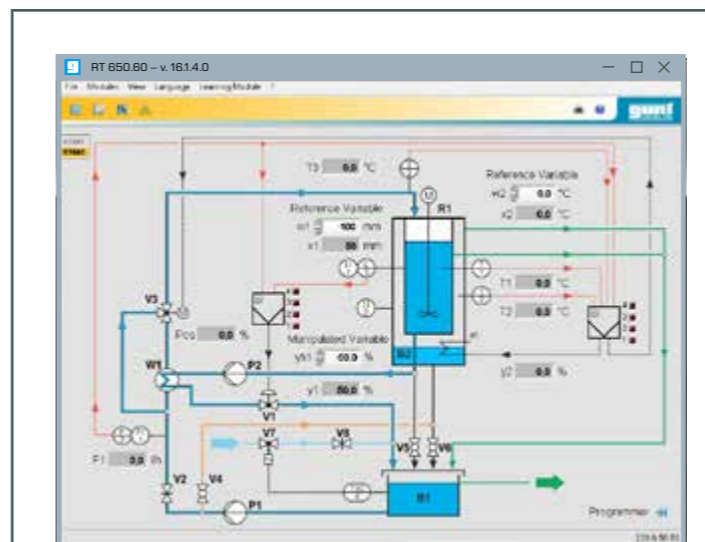 RT 650.60 – v. 16.1.4.0
File Modules View Language Learning Module ?
gunt
START
T3 0,0 °C
Reference Variable
w2 0,0 °C
x2 0,0 °C
Reference Variable
w1 100 mm
x1 mm
R1
M
V3
M
T1 0,0 °C
T2 0,0 °C
Pos 0,0 %
Manipulated Variable
yh1 50,0 %
B2
y2 0,0 %
W1
P2
y1 50,0 %
V1
V7
V8
V5
V6
F1 0,0 l/h
V2
V4
P1
B1
Programmer